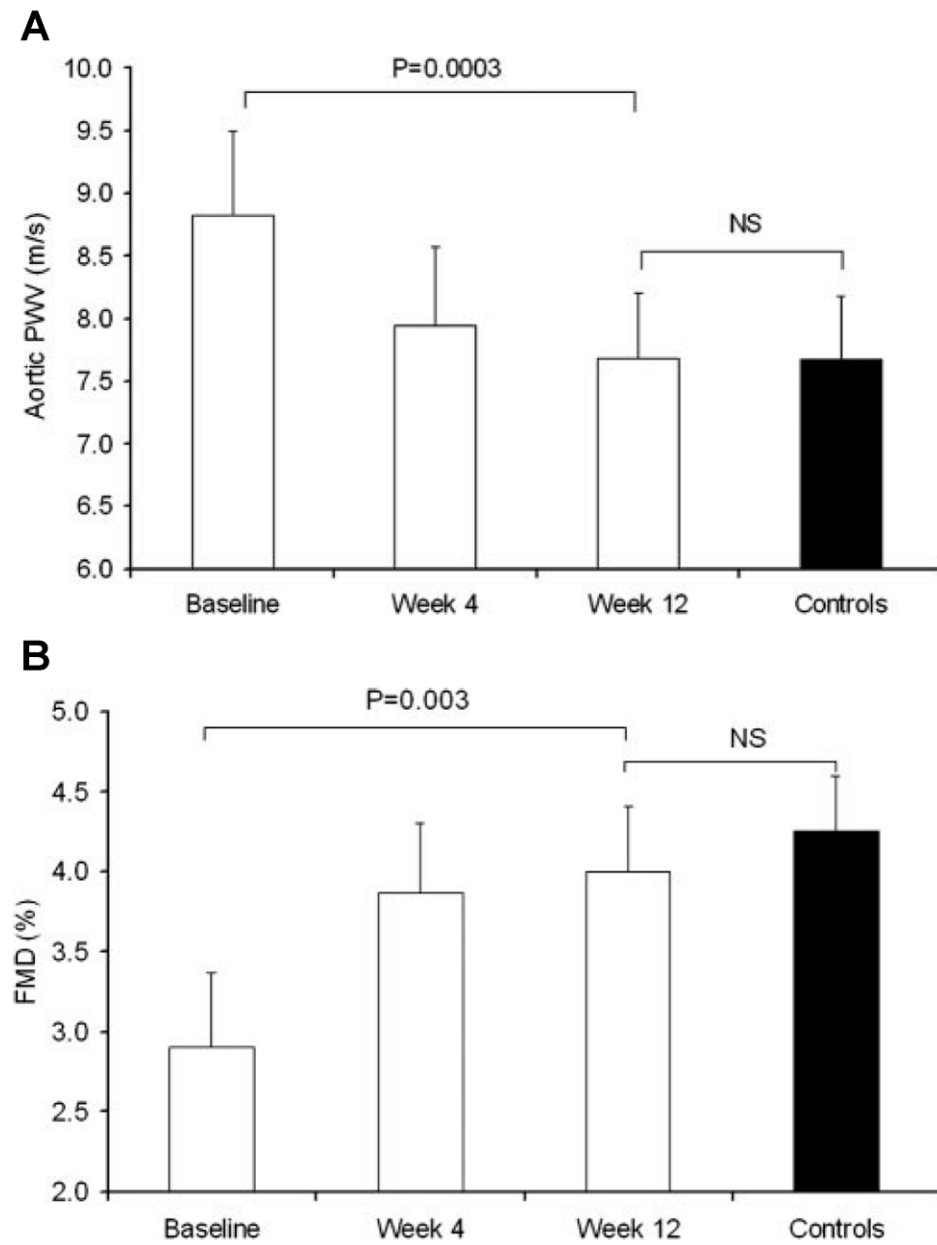 A
P=0.0003
NS
Aortic PWV (m/s)
10.0
9.5
9.0
8.5
8.0
7.5
7.0
6.5
6.0
Baseline Week 4 Week 12 Controls
B
P=0.003
NS
FMD (%)
5.0
4.5
4.0
3.5
3.0
2.5
2.0
Baseline Week 4 Week 12 Controls